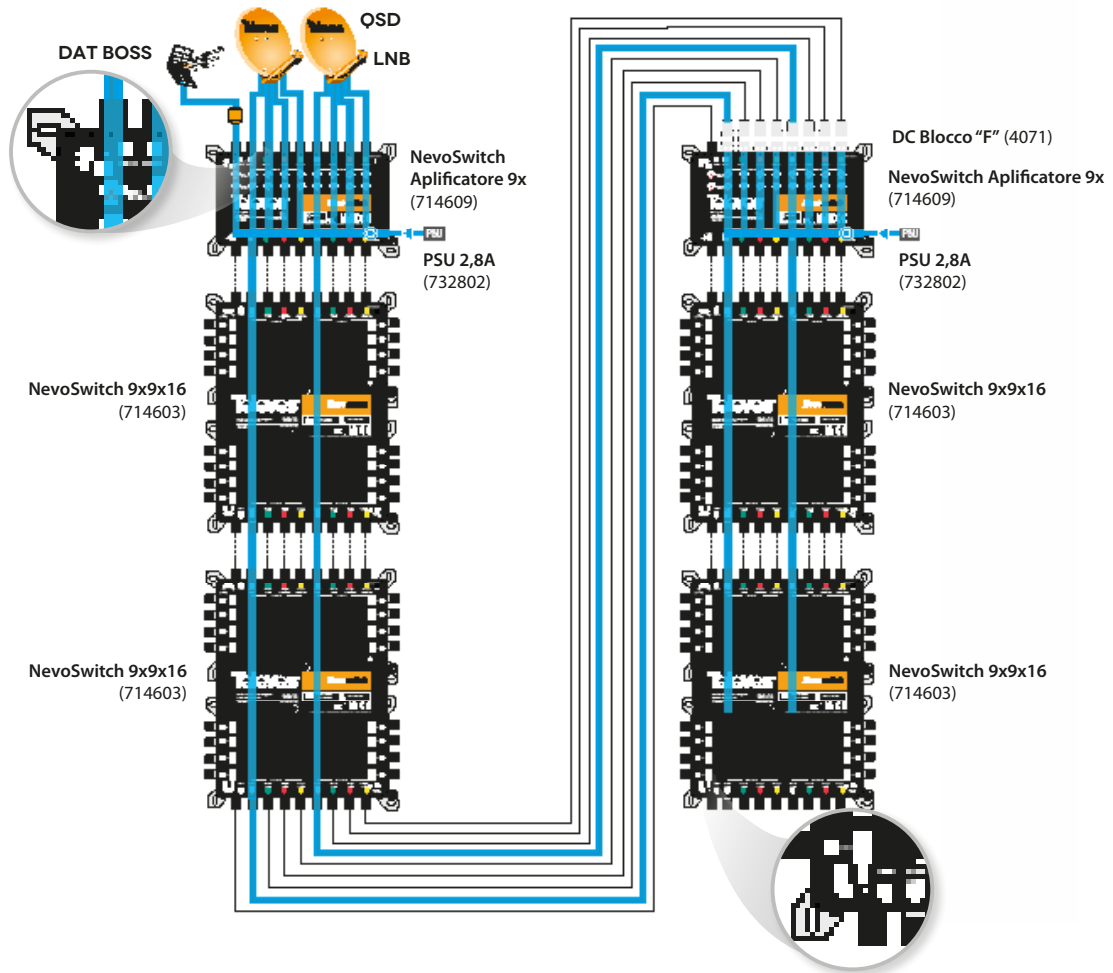 DAT BOSS
QSD
LNB
NevoSwitch
Aplificatore 9x
(714609)
PSU
PSU 2,8A
(732802)
DC Blocco “F” (4071)
NevoSwitch Aplificatore 9x
(714609)
PSU
PSU 2,8A
(732802)
NevoSwitch 9x9x16
(714603)
NevoSwitch 9x9x16
(714603)
NevoSwitch 9x9x16
(714603)
NevoSwitch 9x9x16
(714603)